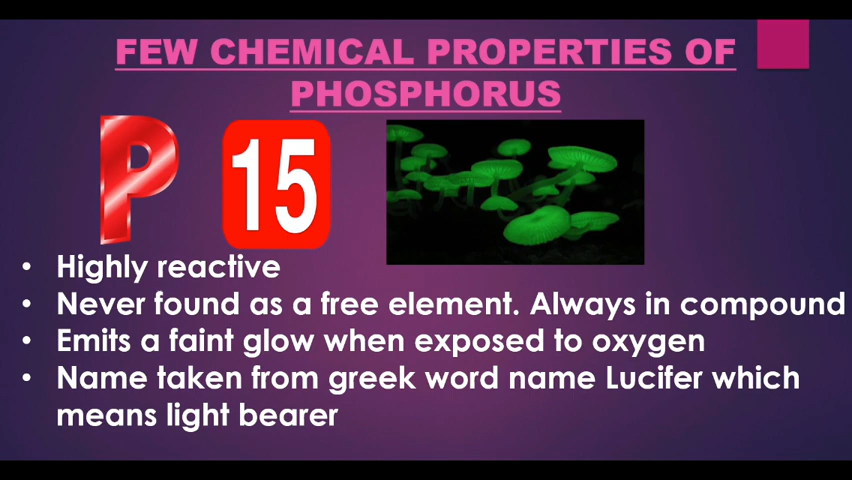 FEW CHEMICAL PROPERTIES OF
PHOSPHORUS
P 15
• Highly reactive
• Never found as a free element. Always in compound
• Emits a faint glow when exposed to oxygen
• Name taken from greek word name Lucifer which
means light bearer